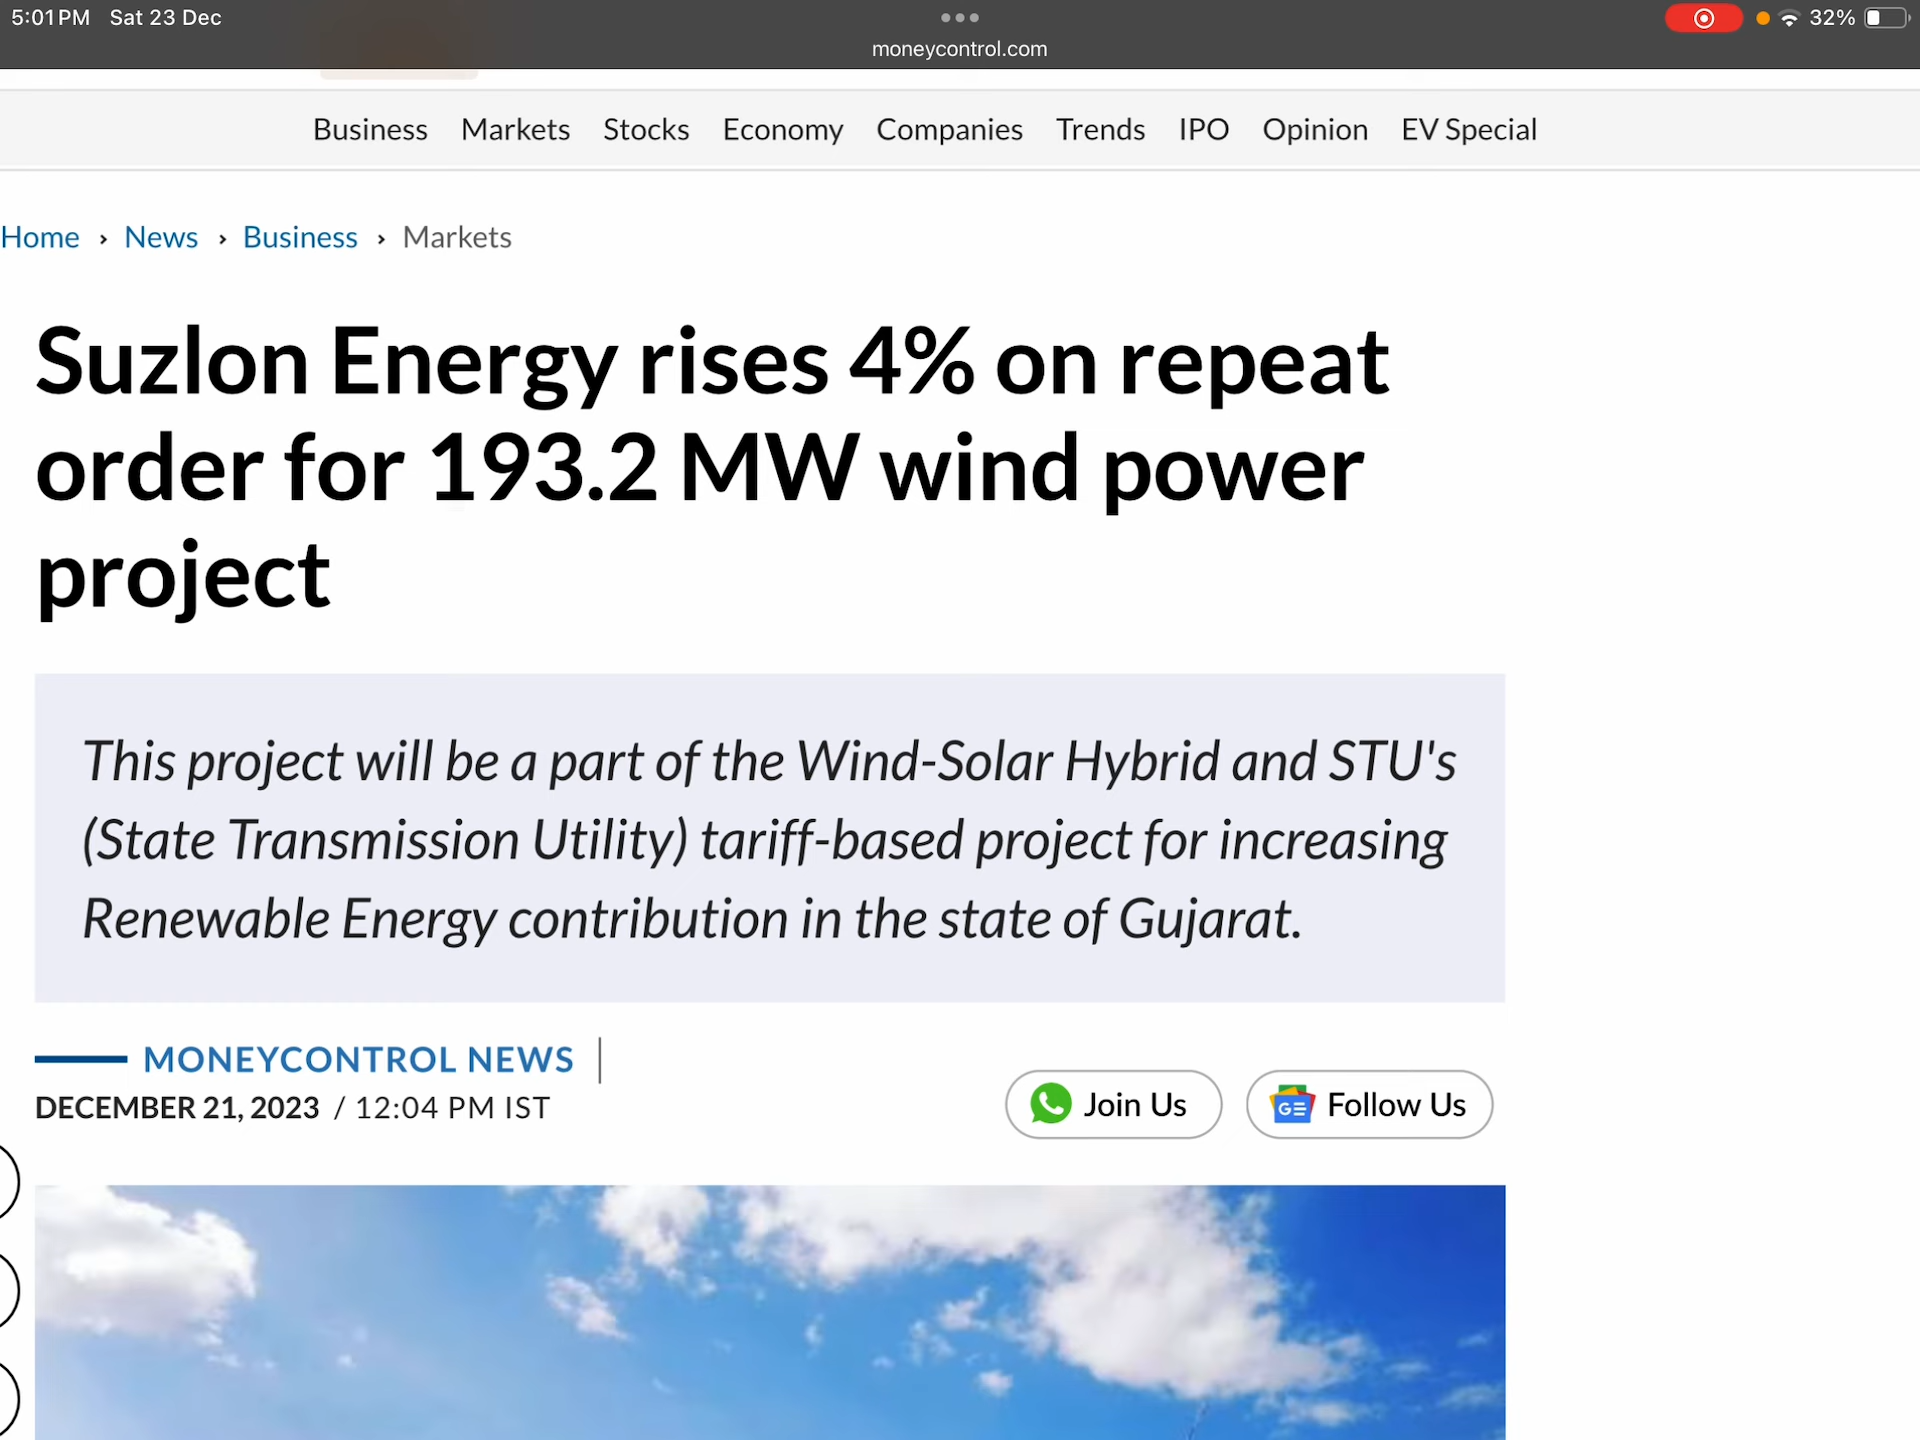 5:01 PM Sat 23 Dec
32%
moneycontrol.com
Business Markets Stocks Economy Companies Trends IPO Opinion EV Special
Home › News › Business › Markets
Suzlon Energy rises 4% on repeat
order for 193.2 MW wind power
project
This project will be a part of the Wind-Solar Hybrid and STU's
(State Transmission Utility) tariff-based project for increasing
Renewable Energy contribution in the state of Gujarat.
MONEYCONTROL NEWS
DECEMBER 21, 2023 / 12:04 PM IST
Join Us
GE Follow Us